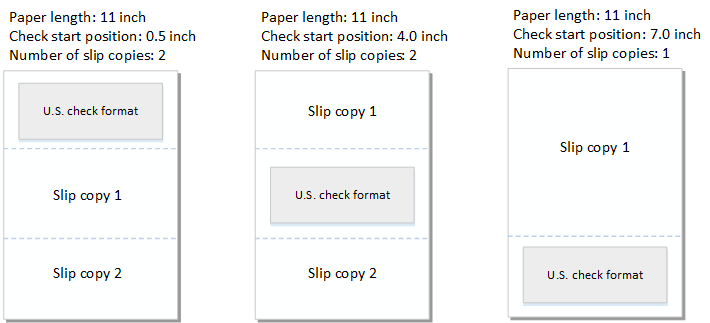 Paper length: 11 inch
Check start position: 0.5 inch
Number of slip copies: 2
U.S. check format
Slip copy 1
Slip copy 2
Paper length: 11 inch
Check start position: 4.0 inch
Number of slip copies: 2
Slip copy 1
U.S. check format
Slip copy 2
Paper length: 11 inch
Check start position: 7.0 inch
Number of slip copies: 1
Slip copy 1
U.S. check format